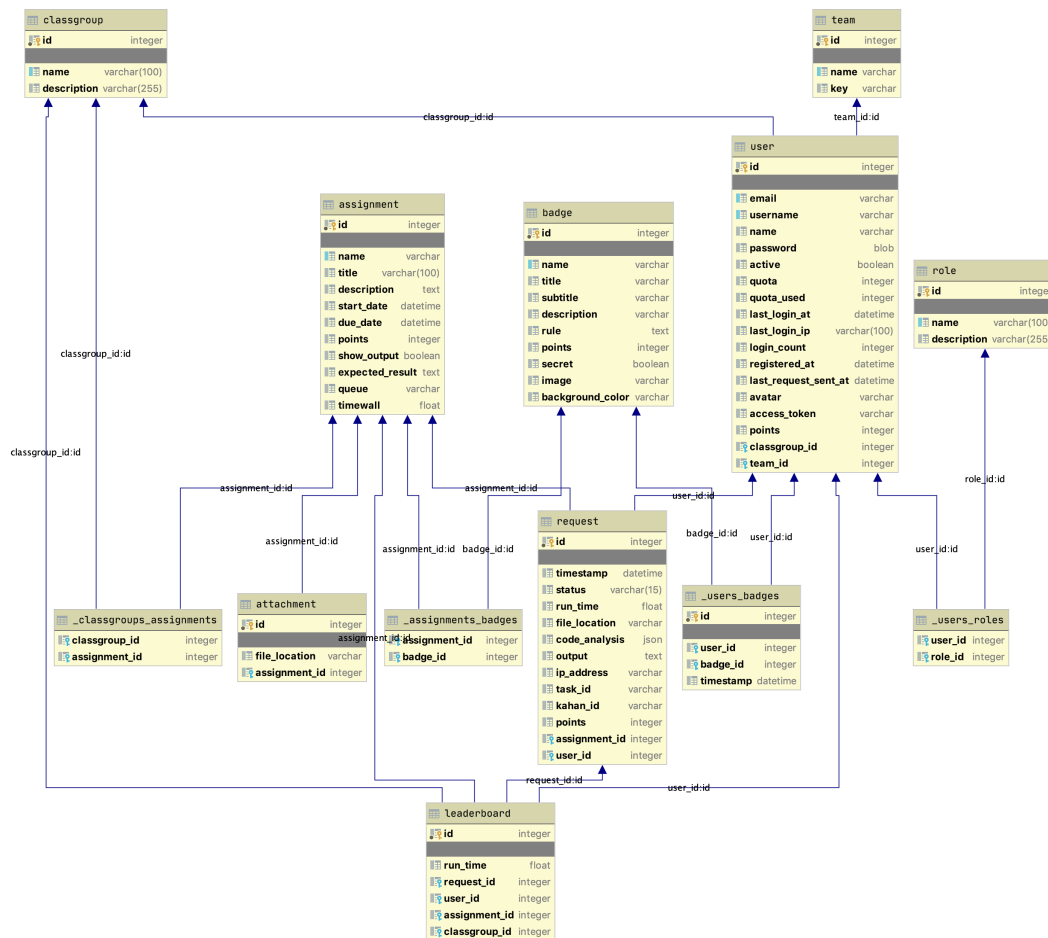 classgroup
id integer
name varchar(100)
description varchar(255)
team
id integer
name varchar
key varchar
classgroup_id:id
team_id:id
user
id integer
email varchar
username varchar
name varchar
password blob
active boolean
quota integer
quota_used integer
last_login_at datetime
last_login_ip varchar(100)
login_count integer
registered_at datetime
last_request_sent_at datetime
avatar varchar
access_token varchar
points integer
classgroup_id integer
team_id integer
assignment
id integer
name varchar
title varchar(100)
description text
start_date datetime
due_date datetime
points integer
show_output boolean
expected_result text
queue varchar
timewall float
badge
id integer
name varchar
title varchar
subtitle varchar
description varchar
rule text
points integer
secret boolean
image varchar
background_color varchar
role
id intege
name varchar(100
description varchar(255
classgroup_id:id
classgroup_id:id
assignment_id:id
assignment_id:id
user_id:id
role_id:id
assignment_id:id
assignment_id:id
badge_id:id
badge_id:id
user_id:id
user_id:id
request
id integer
timestamp datetime
status varchar(15)
run_time float
file_location varchar
code_analysis json
output text
ip_address varchar
task_id varchar
kahan_id varchar
points integer
assignment_id integer
user_id integer
_classgroups_assignments
classgroup_id integer
assignment_id integer
attachment
id integer
file_location varchar
assignment_id integer
assignment_id:id
_assignments_badges
assignment_id integer
badge_id integer
_users_badges
id integer
user_id integer
badge_id integer
timestamp datetime
_users_roles
user_id integer
role_id integer
request_id:id
user_id:id
leaderboard
id integer
run_time float
request_id integer
user_id integer
assignment_id integer
classgroup_id integer